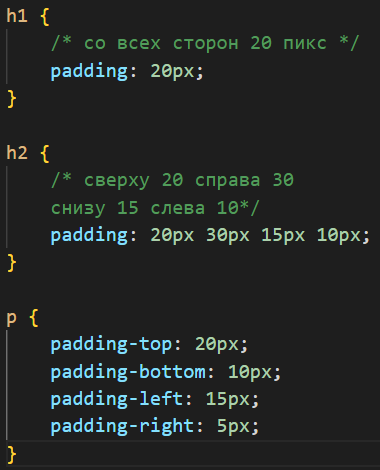 h1 {
/* со всех сторон 20 пикс */
padding: 20px;
}
h2 {
/* сверху 20 справа 30
снизу 15 слева 10*/
padding: 20px 30px 15px 10px;
}
p {
padding-top: 20px;
padding-bottom: 10px;
padding-left: 15px;
padding-right: 5px;
}